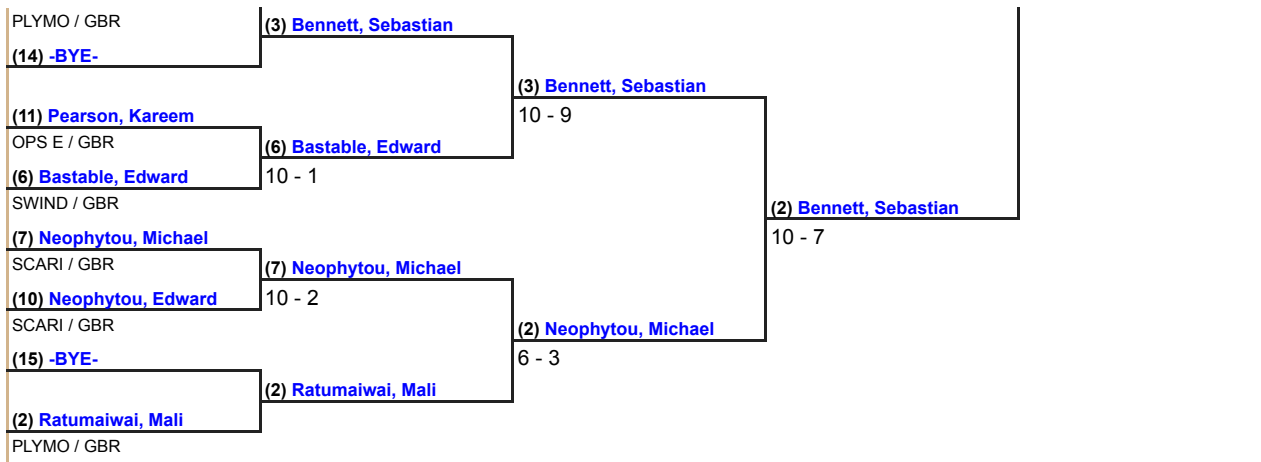 PLYMO / GBR
(3) Bennett, Sebastian
(14) -BYE-
(3) Bennett, Sebastian
(11) Pearson, Kareem
10 - 9
OPS E / GBR
(6) Bastable, Edward
(6) Bastable, Edward
10 - 1
SWIND / GBR
(2) Bennett, Sebastian
(7) Neophytou, Michael
10 - 7
SCARI / GBR
(7) Neophytou, Michael
(10) Neophytou, Edward
10 - 2
SCARI / GBR
(2) Neophytou, Michael
(15) -BYE-
6 - 3
(2) Ratumaiwai, Mali
(2) Ratumaiwai, Mali
PLYMO / GBR